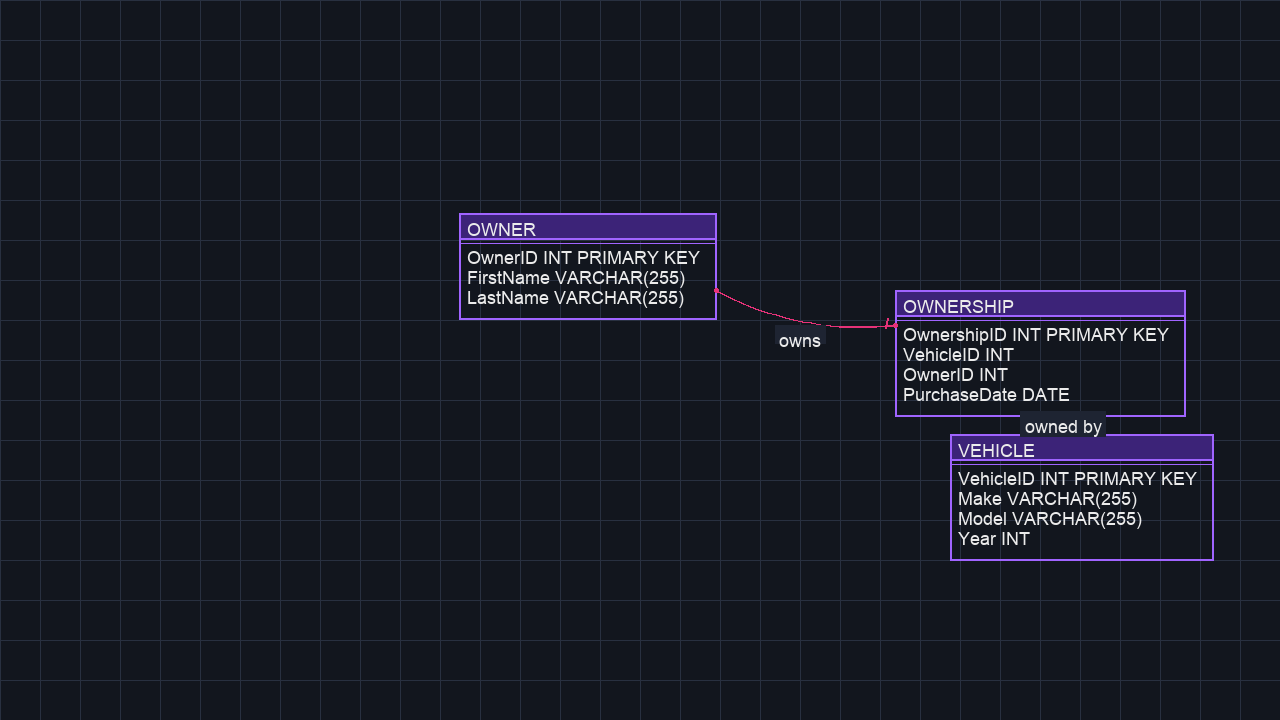 OWNER
OwnerID INT PRIMARY KEY
FirstName VARCHAR(255)
LastName VARCHAR(255)
owns
OWNERSHIP
OwnershipID INT PRIMARY KEY
VehicleID INT
OwnerID INT
PurchaseDate DATE
owned by
VEHICLE
VehicleID INT PRIMARY KEY
Make VARCHAR(255)
Model VARCHAR(255)
Year INT